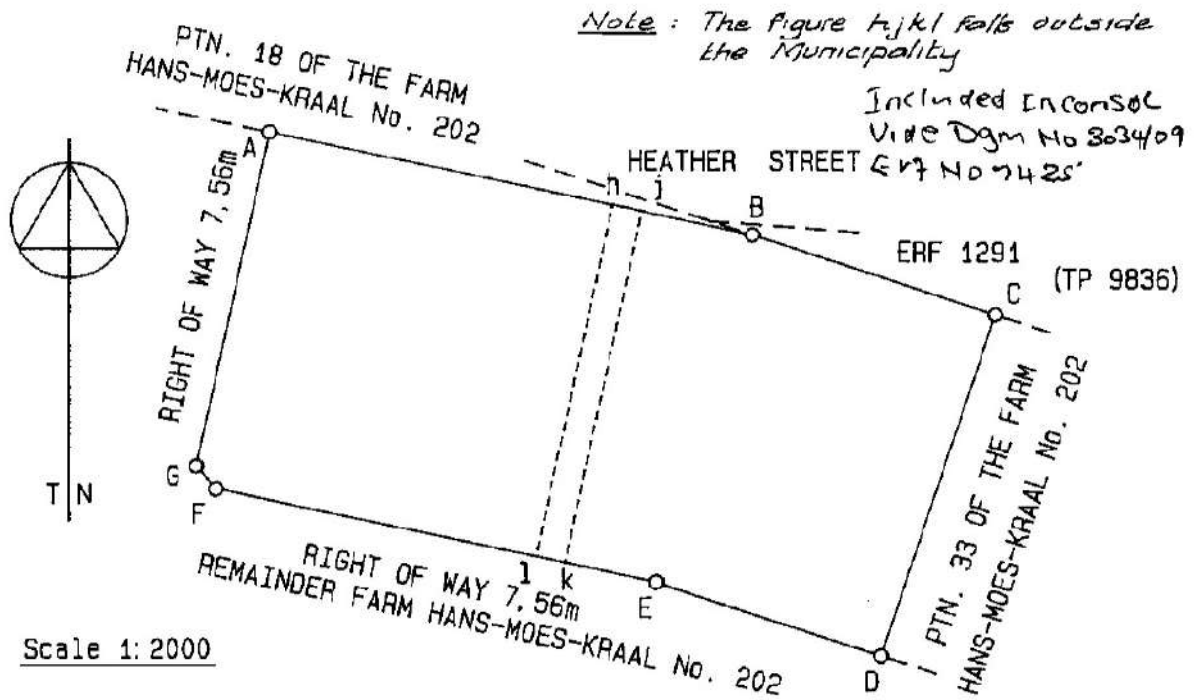 Note : The figure hjkl falls outside
the Municipality
Included In consol
Vide Dgm No 3034/09
Erf No 7425
PTN. 18 OF THE FARM
HANS-MOES-KRAAL No. 202
HEATHER STREET
A
h
j
B
ERF 1291
(TP 9836)
C
RIGHT OF WAY 7,56m
PTN. 33 OF THE FARM
HANS-MOES-KRAAL No. 202
T N
G
F
l
k
E
D
RIGHT OF WAY 7,56m
REMAINDER FARM HANS-MOES-KRAAL No. 202
Scale 1:2000